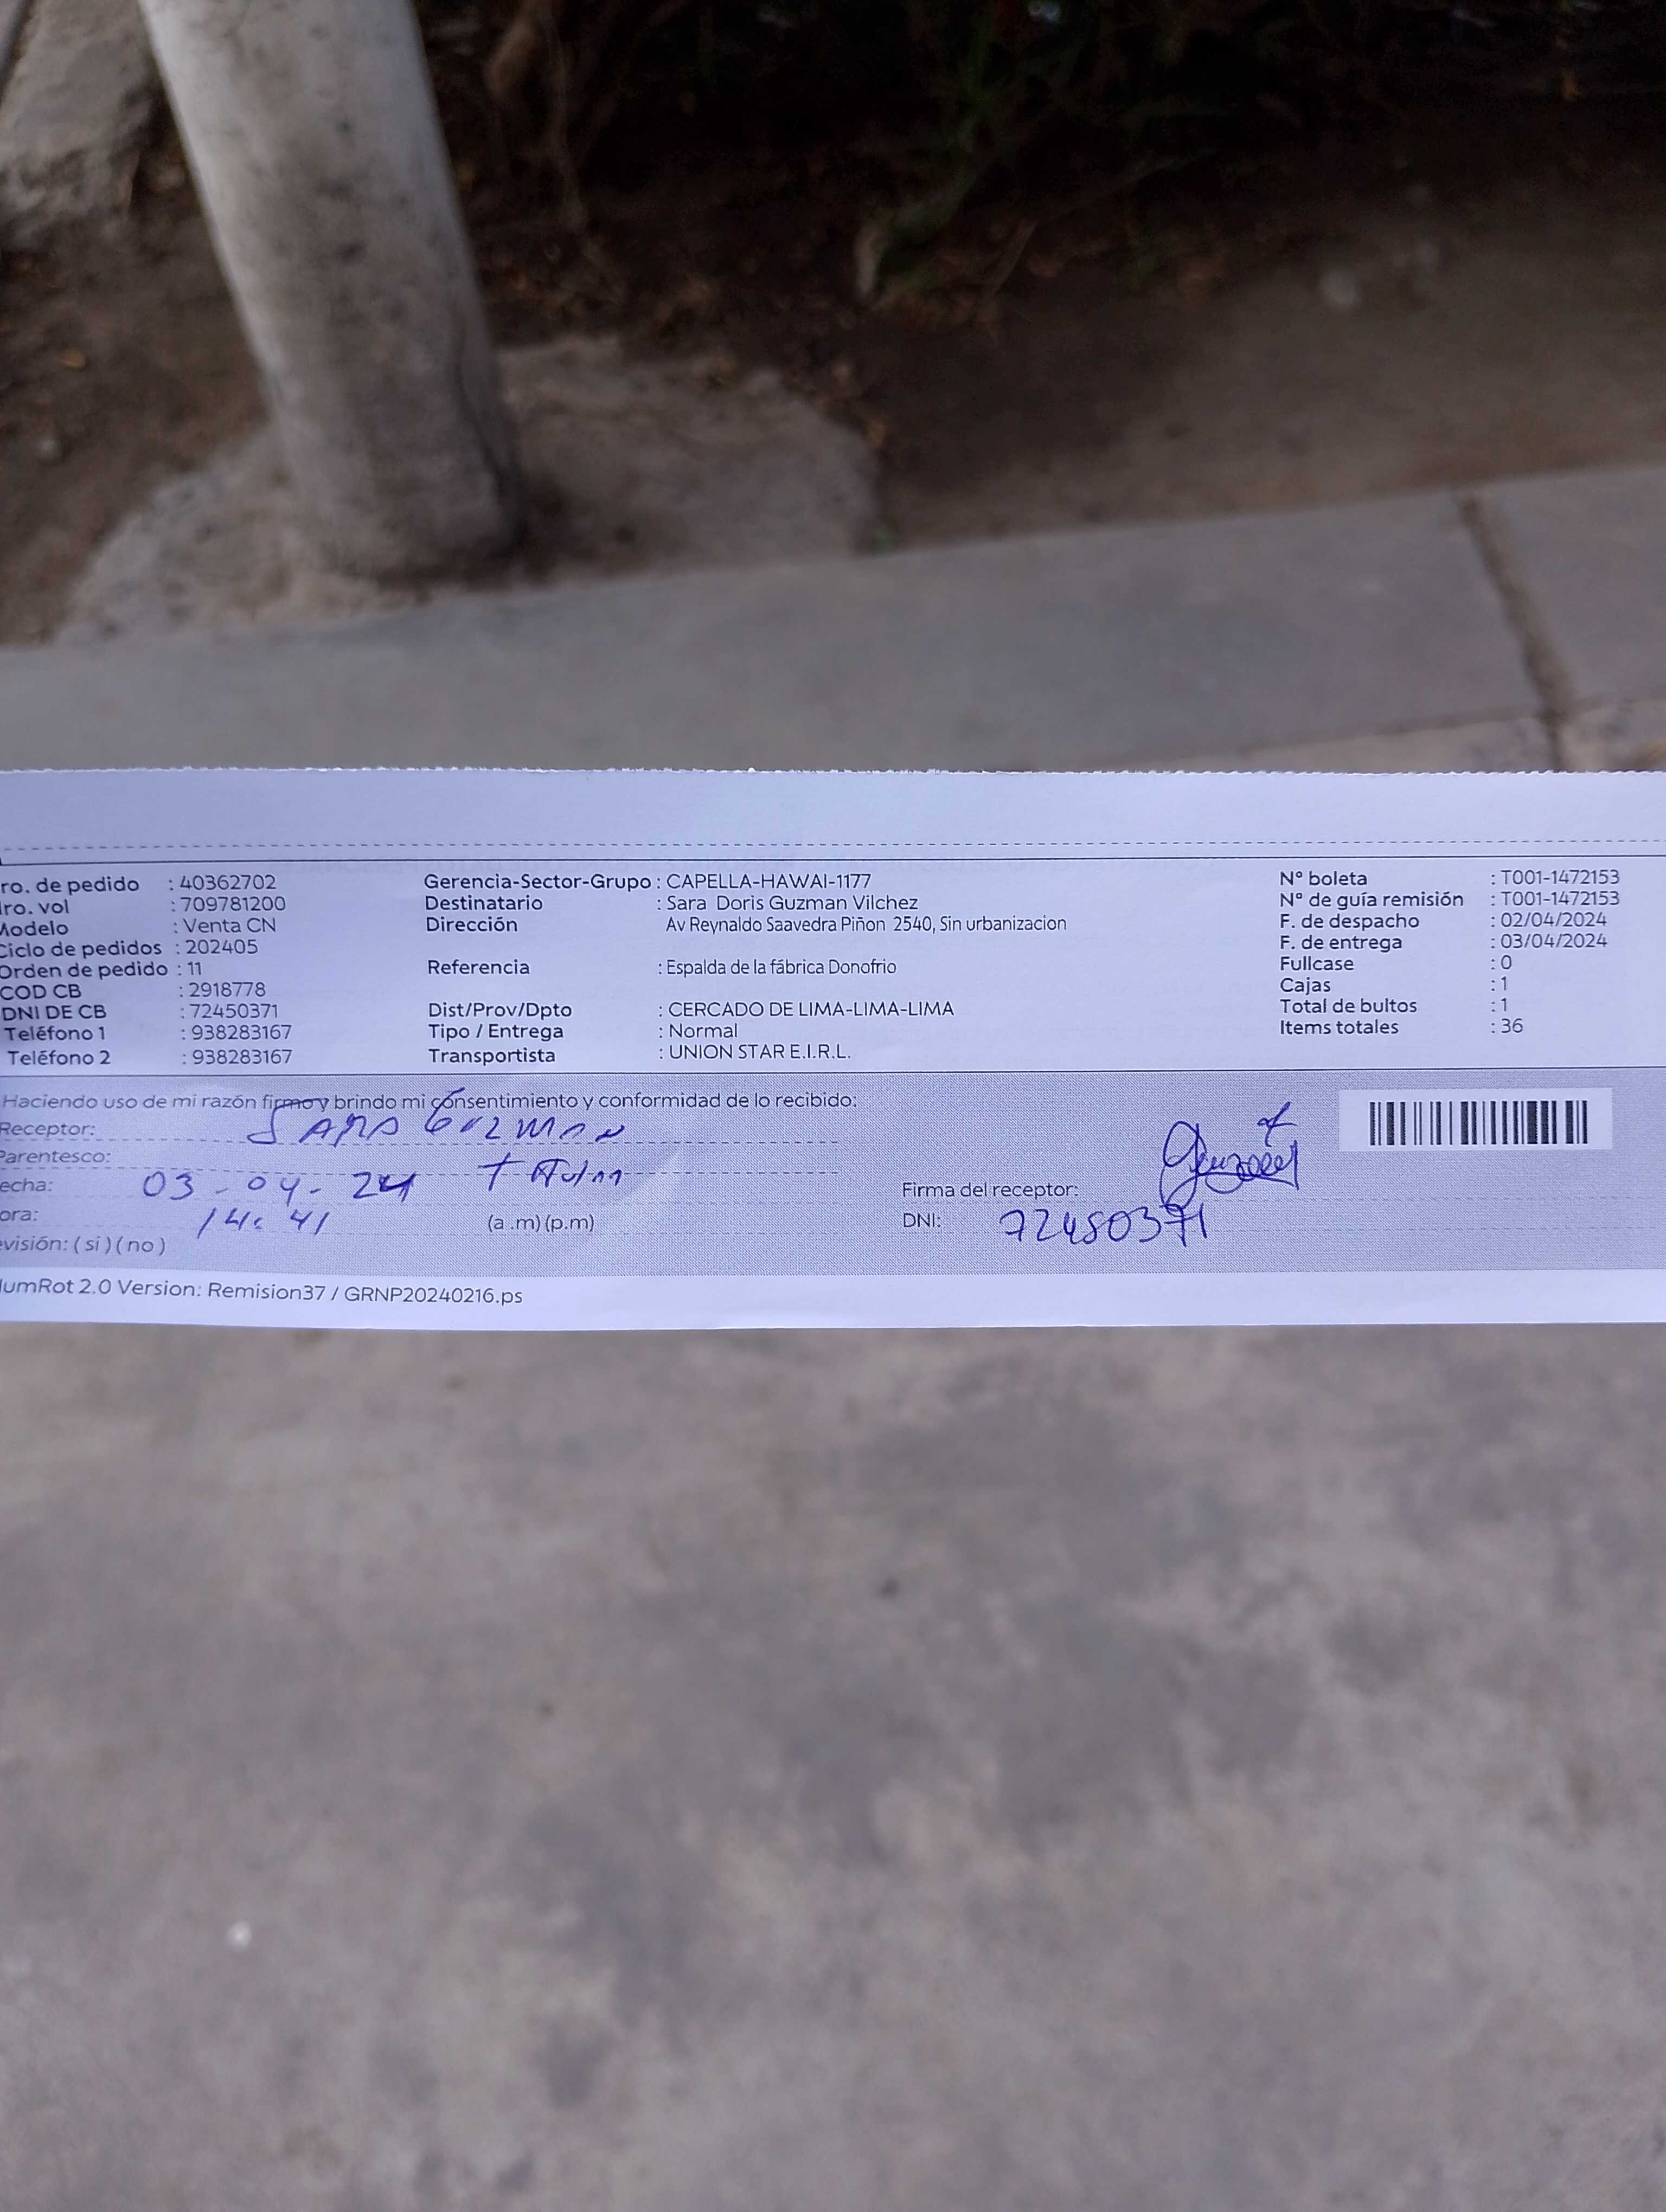 ro. de pedido : 40362702 Gerencia-Sector-Grupo : CAPELLA-HAWAI-1177 N° boleta : T001-1472153
ro. vol : 709781200 Destinatario : Sara Doris Guzman Vilchez N° de guía remisión : T001-1472153
Modelo : Venta CN Dirección Av Reynaldo Saavedra Piñon 2540, Sin urbanizacion F. de despacho : 02/04/2024
Ciclo de pedidos : 202405 F. de entrega : 03/04/2024
Orden de pedido : 11 Referencia : Espalda de la fábrica Donofrio Fullcase : 0
COD CB : 2918778 Cajas : 1
DNI DE CB : 72450371 Dist/Prov/Dpto : CERCADO DE LIMA-LIMA-LIMA Total de bultos : 1
Teléfono 1 : 938283167 Tipo / Entrega : Normal Items totales : 36
Teléfono 2 : 938283167 Transportista : UNION STAR E.I.R.L.
Haciendo uso de mi razón firmo y brindo mi consentimiento y conformidad de lo recibido:
Receptor: SARA GUZMAN
Parentesco: Titular
echa: 03-04-24 Firma del receptor:
ora: 14:41 (a .m) (p.m) DNI: 72450371
evisión: ( si ) ( no )
umRot 2.0 Version: Remision37 / GRNP20240216.ps